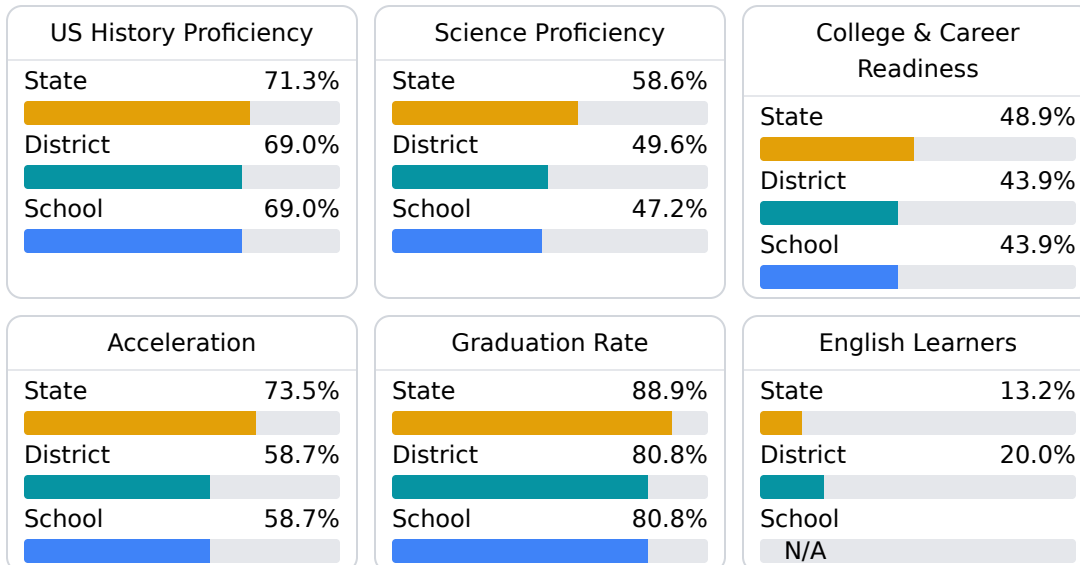 US History Proficiency
State 71.3%
District 69.0%
School 69.0%
Science Proficiency
State 58.6%
District 49.6%
School 47.2%
College & Career
Readiness
State 48.9%
District 43.9%
School 43.9%
Acceleration
State 73.5%
District 58.7%
School 58.7%
Graduation Rate
State 88.9%
District 80.8%
School 80.8%
English Learners
State 13.2%
District 20.0%
School
N/A